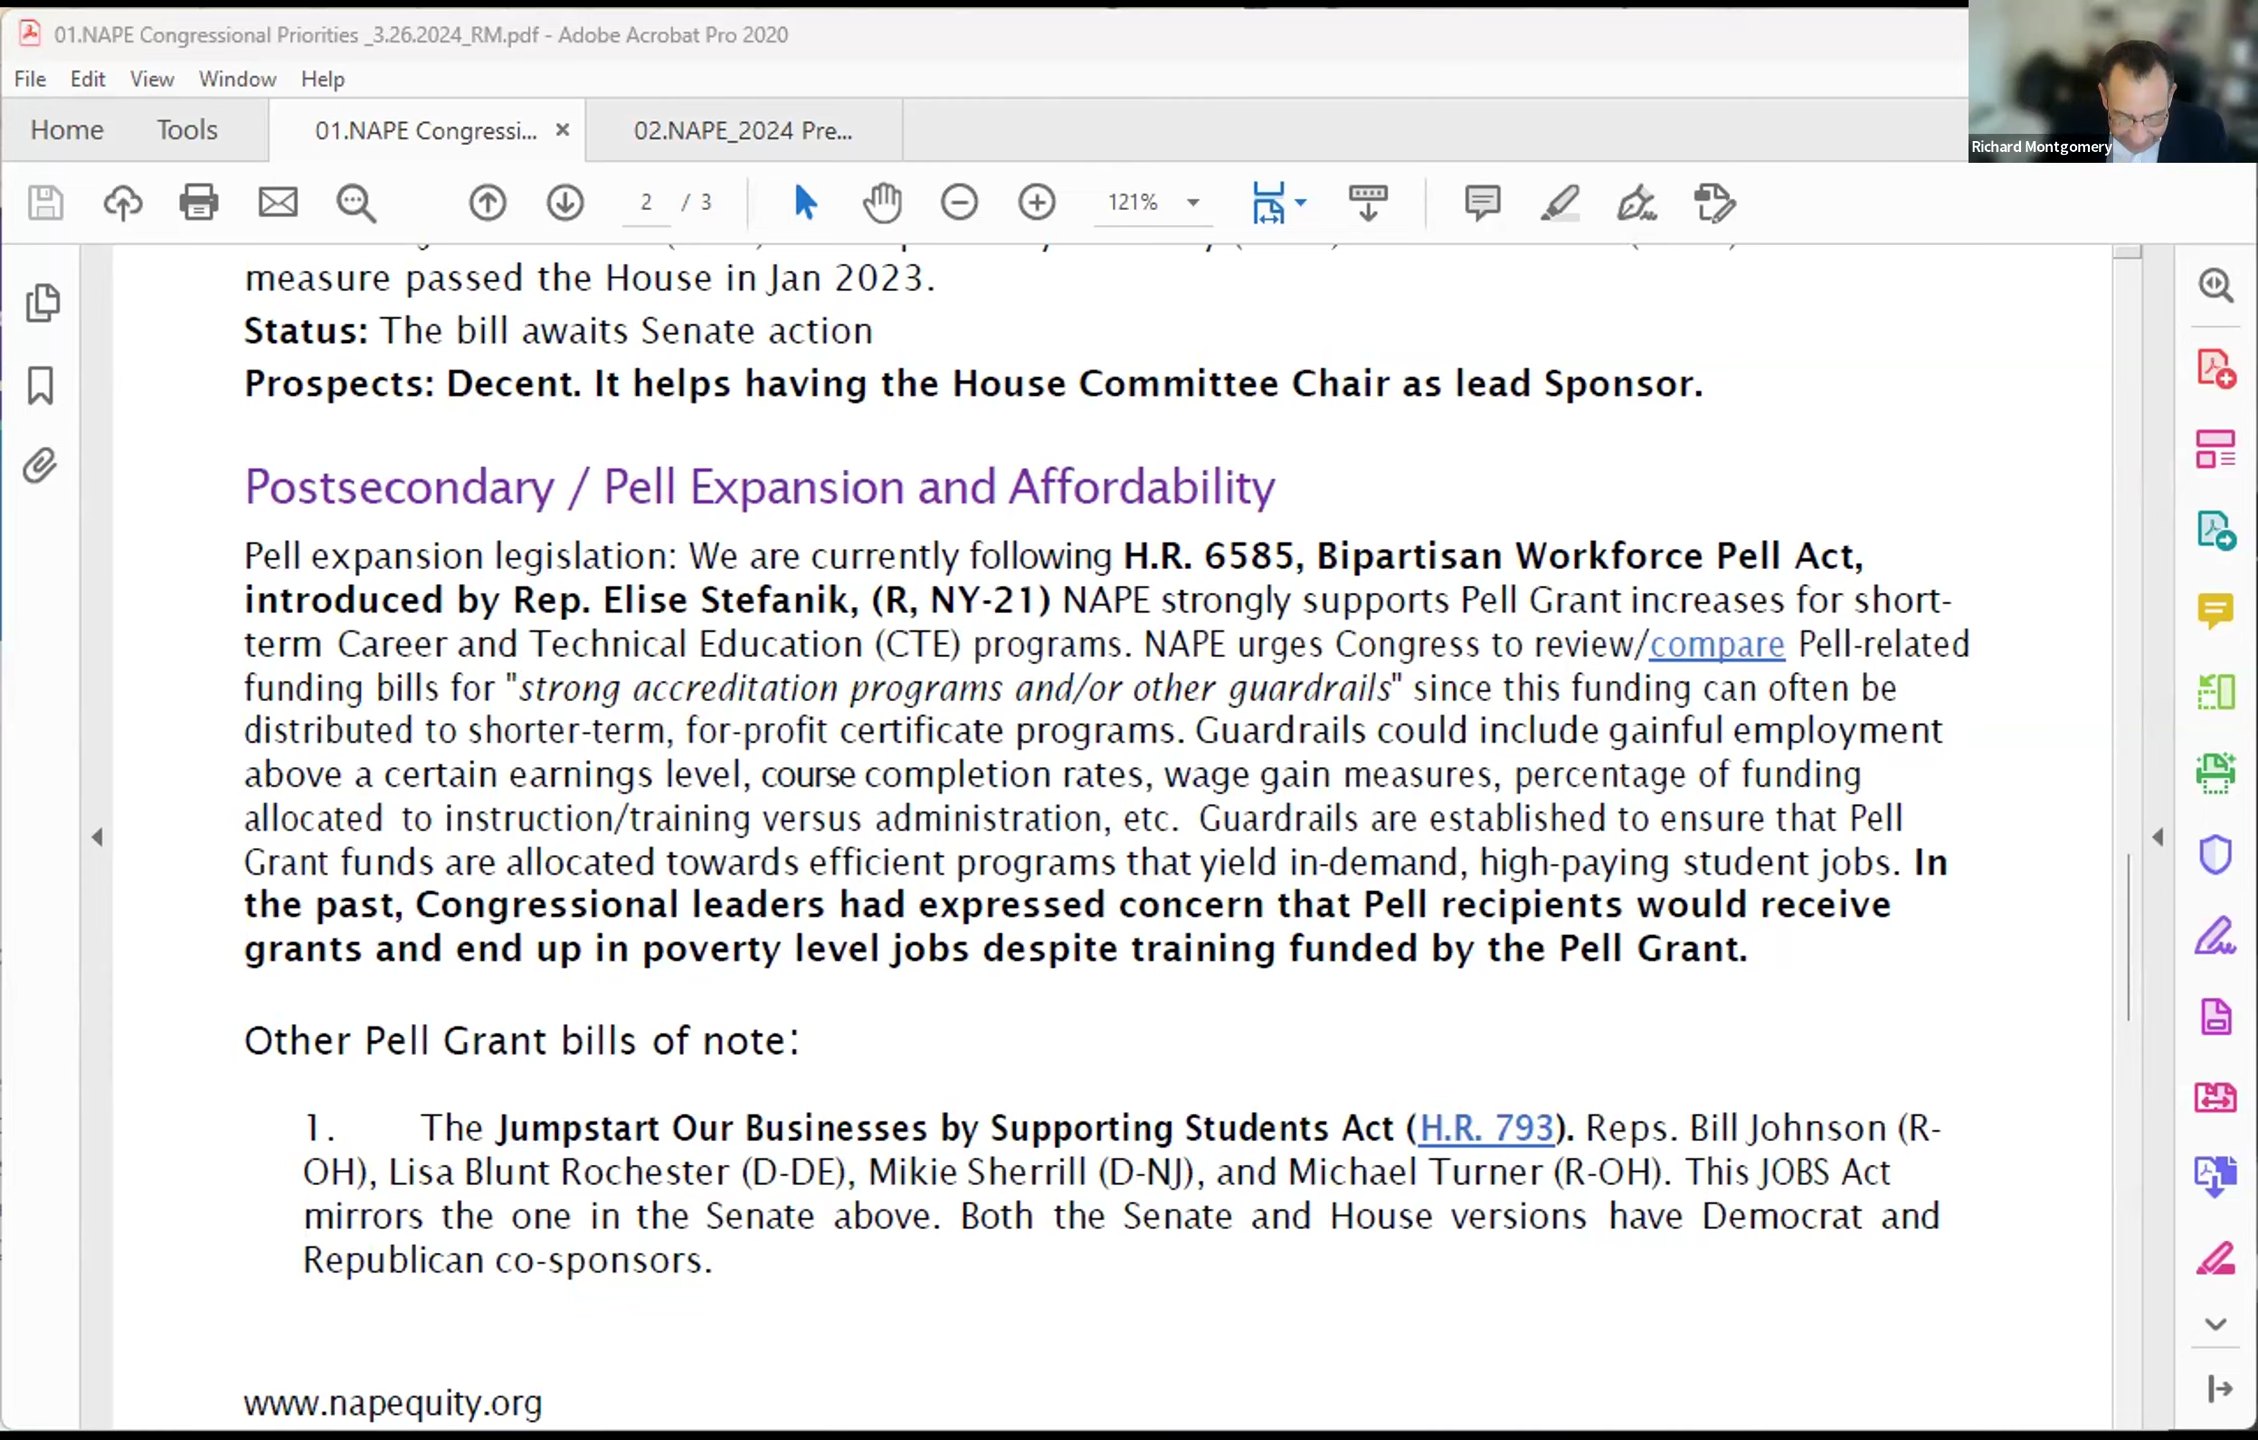 01.NAPE Congressional Priorities _3.26.2024_RM.pdf - Adobe Acrobat Pro 2020
File Edit View Window Help
Richard Montgomery
Home Tools 01.NAPE Congressi... × 02.NAPE_2024 Pre...
2 / 3 121%
measure passed the House in Jan 2023.
Status: The bill awaits Senate action
Prospects: Decent. It helps having the House Committee Chair as lead Sponsor.
Postsecondary / Pell Expansion and Affordability
Pell expansion legislation: We are currently following H.R. 6585, Bipartisan Workforce Pell Act,
introduced by Rep. Elise Stefanik, (R, NY-21) NAPE strongly supports Pell Grant increases for short-
term Career and Technical Education (CTE) programs. NAPE urges Congress to review/compare Pell-related
funding bills for "strong accreditation programs and/or other guardrails" since this funding can often be
distributed to shorter-term, for-profit certificate programs. Guardrails could include gainful employment
above a certain earnings level, course completion rates, wage gain measures, percentage of funding
allocated to instruction/training versus administration, etc. Guardrails are established to ensure that Pell
Grant funds are allocated towards efficient programs that yield in-demand, high-paying student jobs. In
the past, Congressional leaders had expressed concern that Pell recipients would receive
grants and end up in poverty level jobs despite training funded by the Pell Grant.
Other Pell Grant bills of note:
1. The Jumpstart Our Businesses by Supporting Students Act (H.R. 793). Reps. Bill Johnson (R-
OH), Lisa Blunt Rochester (D-DE), Mikie Sherrill (D-NJ), and Michael Turner (R-OH). This JOBS Act
mirrors the one in the Senate above. Both the Senate and House versions have Democrat and
Republican co-sponsors.
www.napequity.org